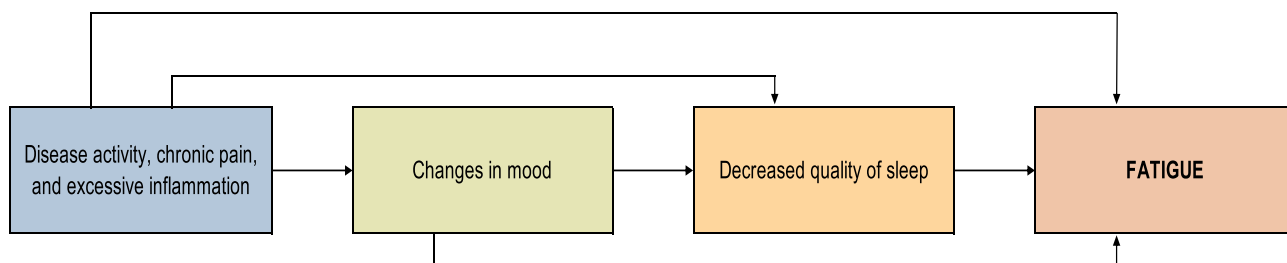 Disease activity, chronic pain,
and excessive inflammation
Changes in mood
Decreased quality of sleep
FATIGUE